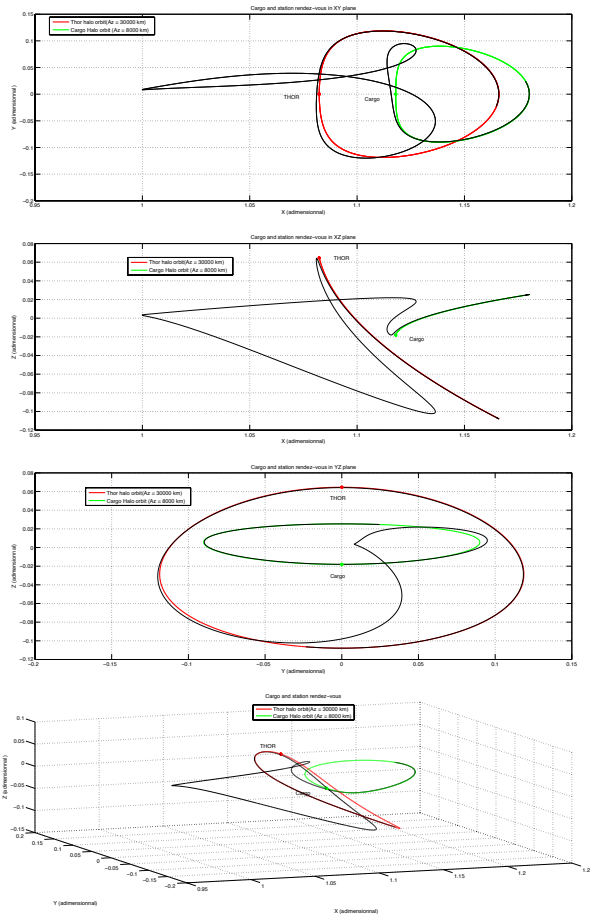 Cargo and station rendez−vous in XY plane
Thor halo orbit(Az = 30000 km)
Cargo Halo orbit (Az = 8000 km)
0.2
0.15
0.1
0.05
0
−0.05
−0.1
−0.15
−0.2
Y (adimensionnal)
THOR
Cargo
0.95
1
1.05
1.1
1.15
1.2
X (adimensionnal)
Cargo and station rendez−vous in XZ plane
Thor halo orbit(Az = 30000 km)
Cargo Halo orbit (Az = 8000 km)
0.08
0.06
0.04
0.02
0
−0.02
−0.04
−0.06
−0.08
−0.1
−0.12
Z (adimensionnal)
THOR
Cargo
0.95
1
1.05
1.1
1.15
1.2
X (adimensionnal)
Cargo and station rendez−vous in YZ plane
Thor halo orbit(Az = 30000 km)
Cargo Halo orbit (Az = 8000 km)
0.08
0.06
0.04
0.02
0
−0.02
−0.04
−0.06
−0.08
−0.1
−0.12
Z (adimensionnal)
THOR
Cargo
−0.2
−0.15
−0.1
−0.05
0
0.05
0.1
0.15
Y (adimensionnal)
Cargo and station rendez−vous
Thor halo orbit(Az = 30000 km)
Cargo Halo orbit (Az = 8000 km)
0.1
0.05
0
−0.05
−0.1
−0.15
Z (adimensionnal)
THOR
Cargo
0.2
0.15
0.1
0.05
0
−0.05
−0.1
−0.15
−0.2
Y (adimensionnal)
0.95
1
1.05
1.1
1.15
1.2
1.2
X (adimensionnal)